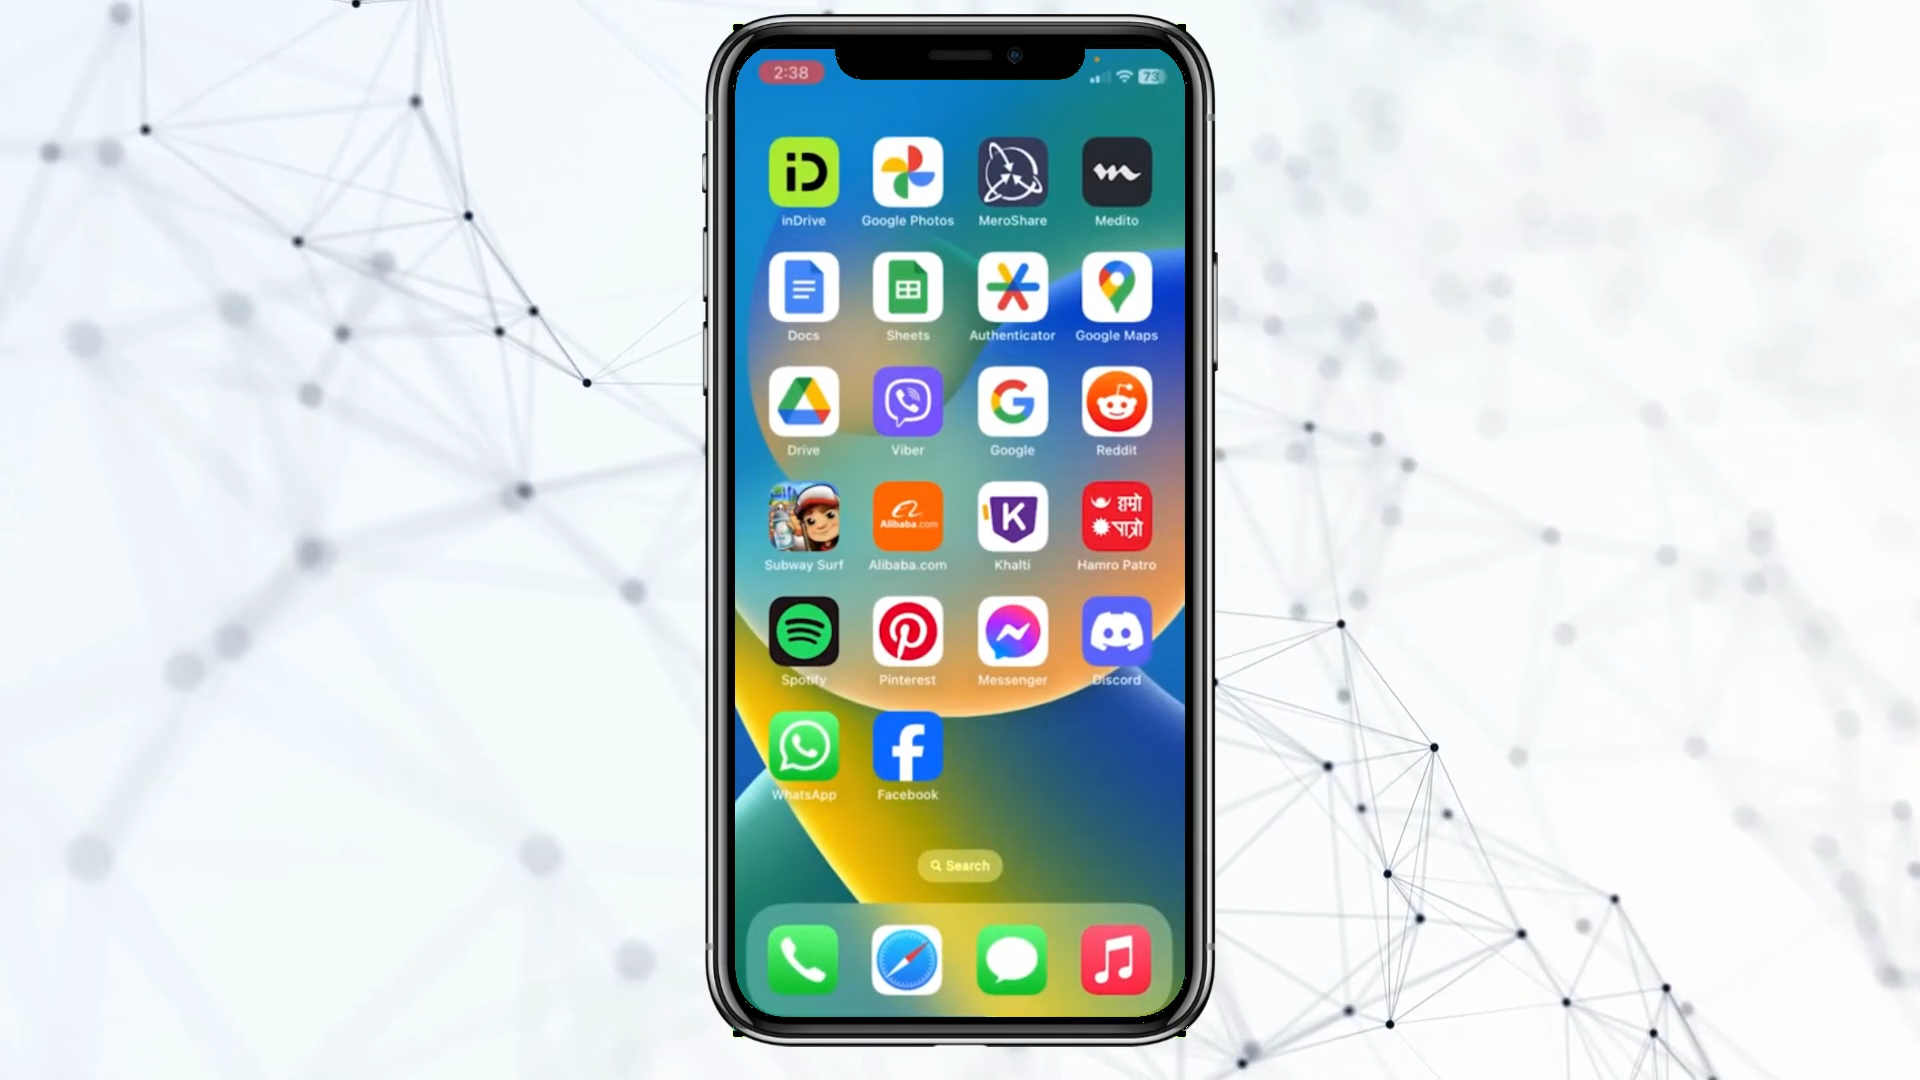 2:38
73
iD
inDrive
Google Photos
MeroShare
Medito
Docs
Sheets
Authenticator
Google Maps
Drive
Viber
Google
Reddit
Alibaba.com
K
हाम्रो
पात्रो
Subway Surf
Alibaba.com
Khalti
Hamro Patro
Spotify
Pinterest
Messenger
Discord
WhatsApp
Facebook
Search